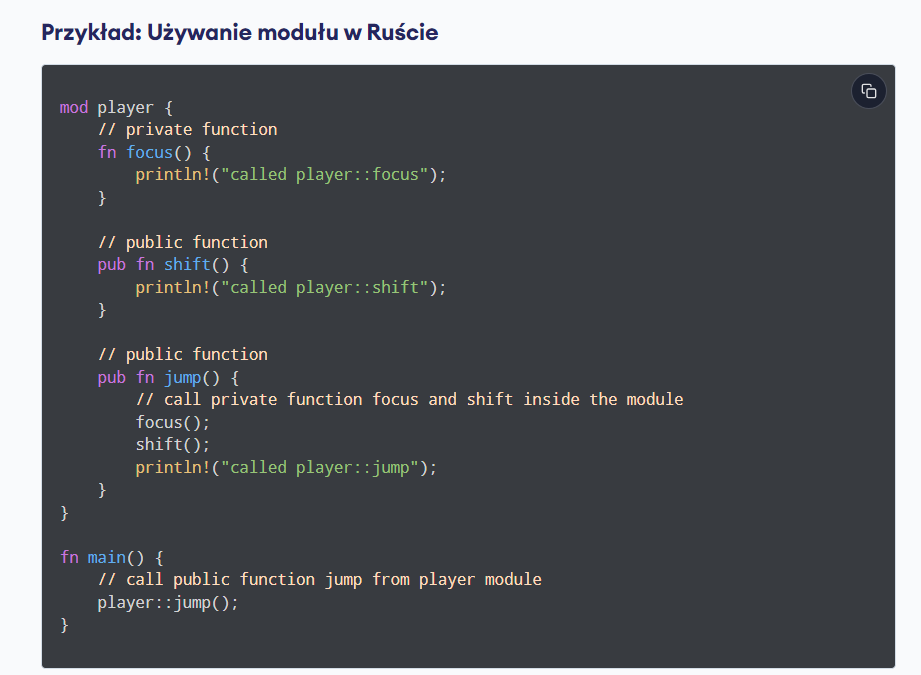 Przykład: Używanie modułu w Ruście
mod player {
    // private function
    fn focus() {
        println!("called player::focus");
    }

    // public function
    pub fn shift() {
        println!("called player::shift");
    }

    // public function
    pub fn jump() {
        // call private function focus and shift inside the module
        focus();
        shift();
        println!("called player::jump");
    }
}

fn main() {
    // call public function jump from player module
    player::jump();
}